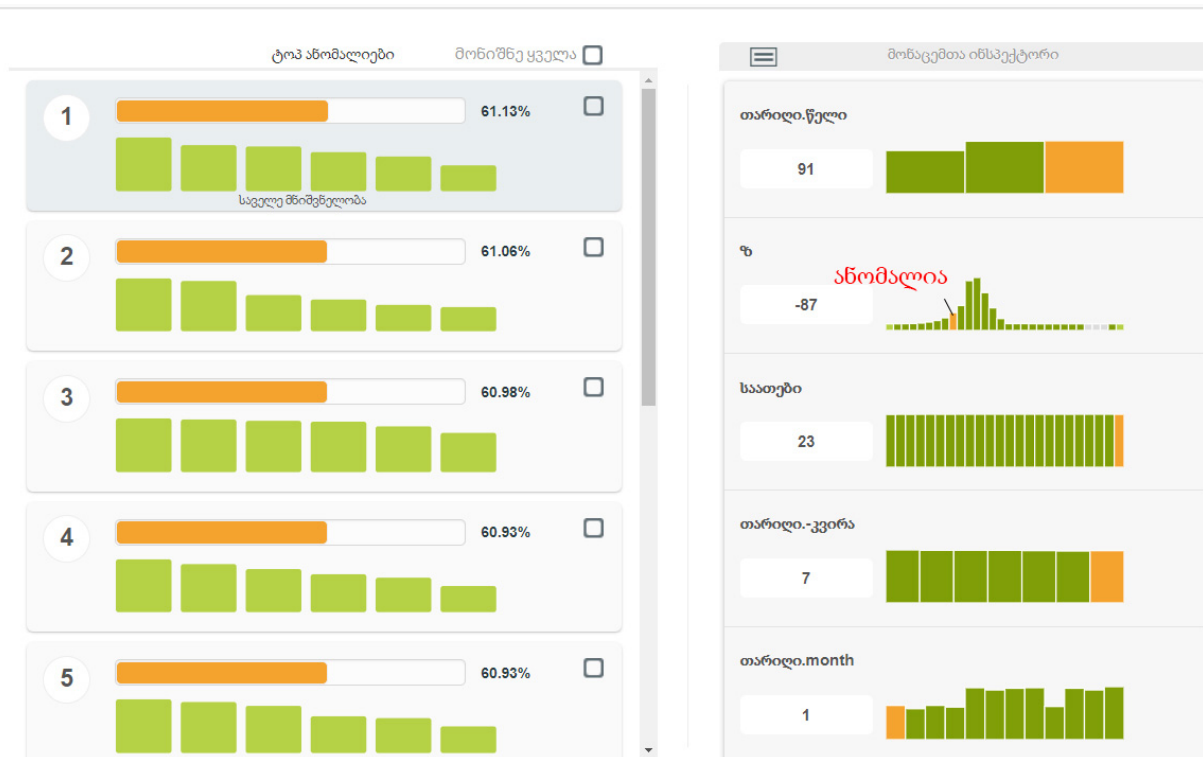 ტოპ ანომალიები
მონიშნე ყველა
1
61.13%
საველე მნიშვნელობა
2
61.06%
3
60.98%
4
60.93%
5
60.93%
მონაცემთა ინსპექტორი
თარიღი.წელი
91
ზ
ანომალია
-87
საათები
23
თარიღი.-კვირა
7
თარიღი.month
1